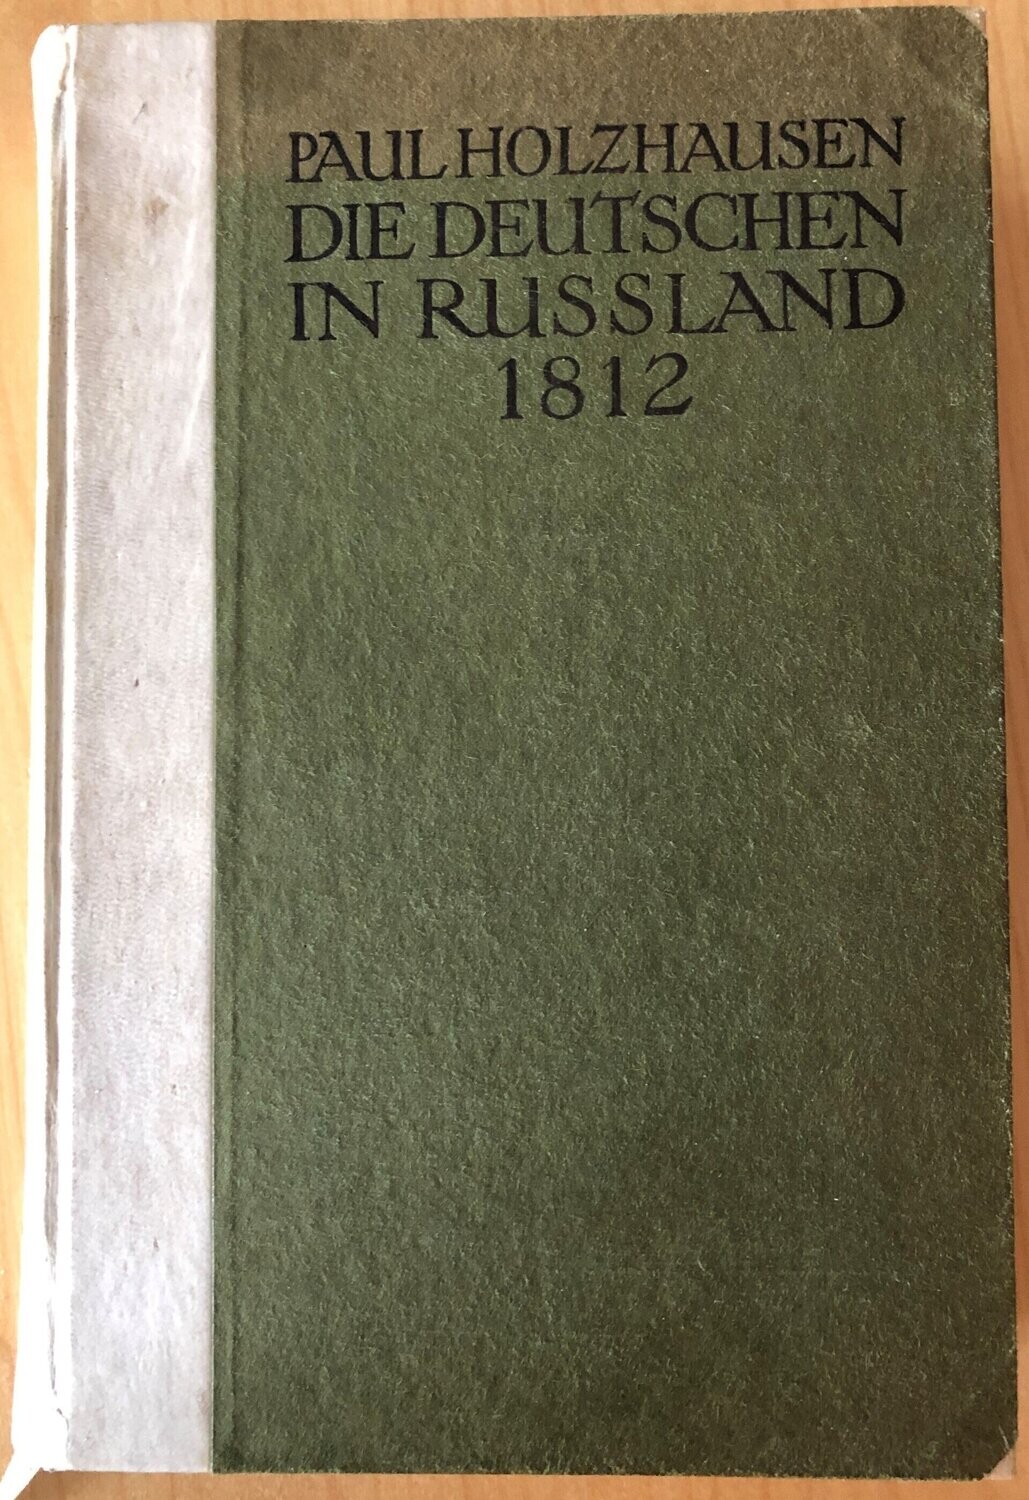 PAUL HOLZHAUSEN
DIE DEUTSCHEN
IN RUSSLAND
1812